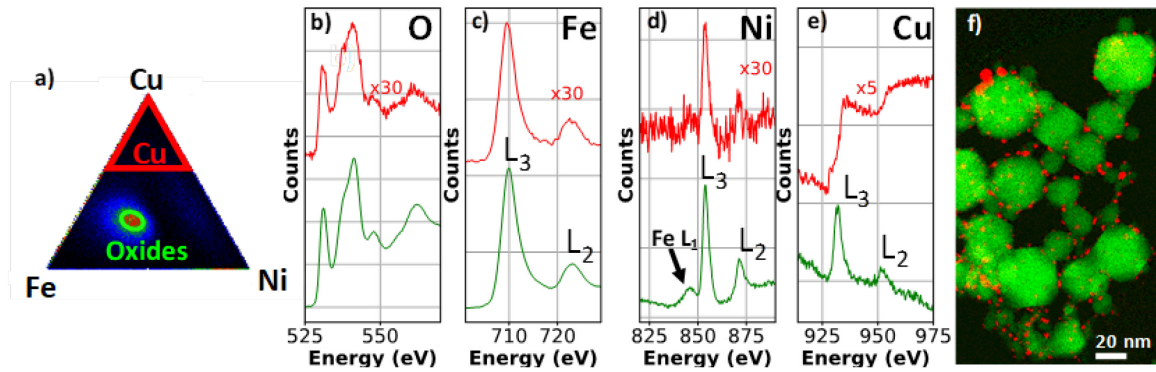 a)
Cu
Cu
Oxides
Fe
Ni
b)
O
x30
Counts
525
550
Energy (eV)
c)
Fe
x30
L3
L2
Counts
710
720
Energy (eV)
d)
Ni
x30
L3
Fe L1
L2
Counts
825
850
875
Energy (eV)
e)
Cu
x5
L3
L2
Counts
925
950
975
Energy (eV)
f)
20 nm